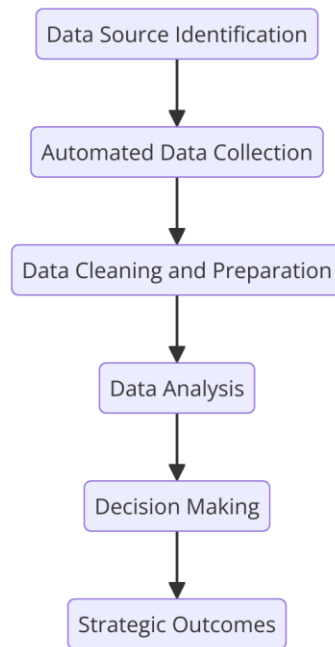 Data Source Identification
Automated Data Collection
Data Cleaning and Preparation
Data Analysis
Decision Making
Strategic Outcomes